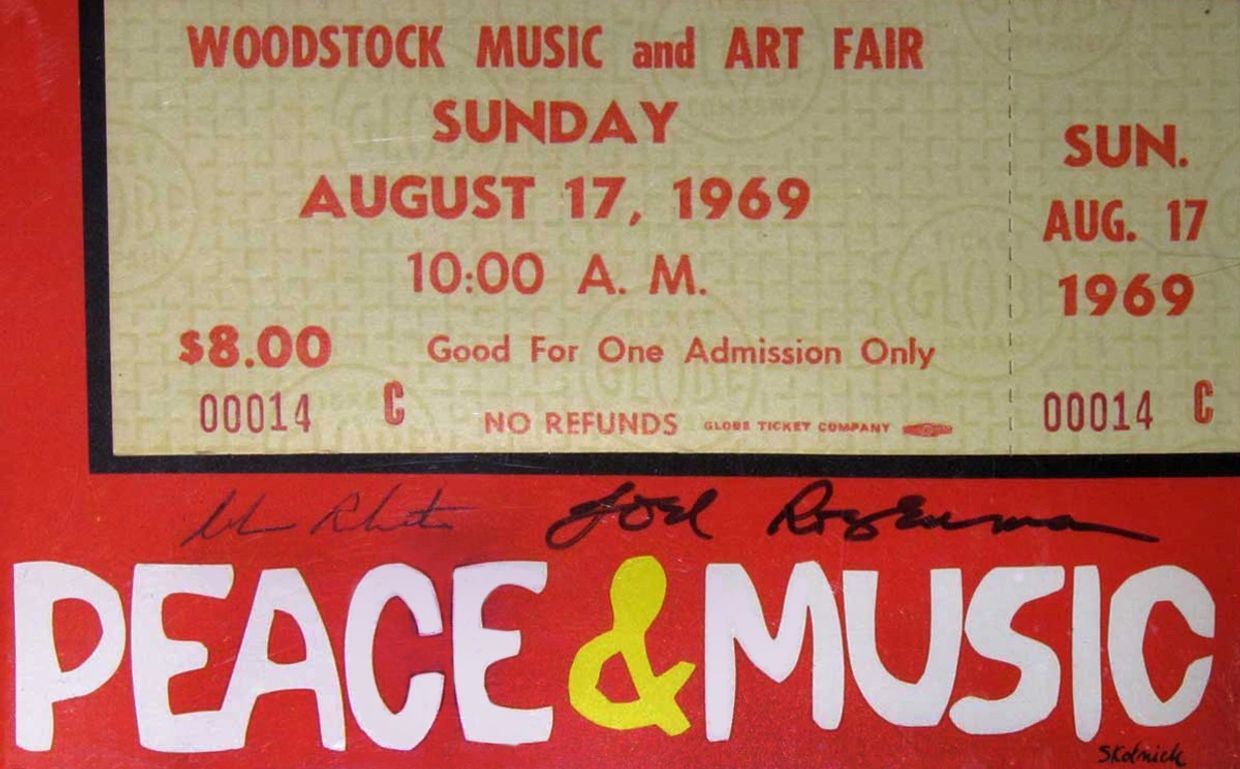 WOODSTOCK MUSIC and ART FAIR
SUNDAY
AUGUST 17, 1969
10:00 A. M.
$8.00 Good For One Admission Only
00014 C
NO REFUNDS GLOBE TICKET COMPANY
SUN.
AUG. 17
1969
00014 C
Joel Rosenman
PEACE & MUSIC
Skolnick